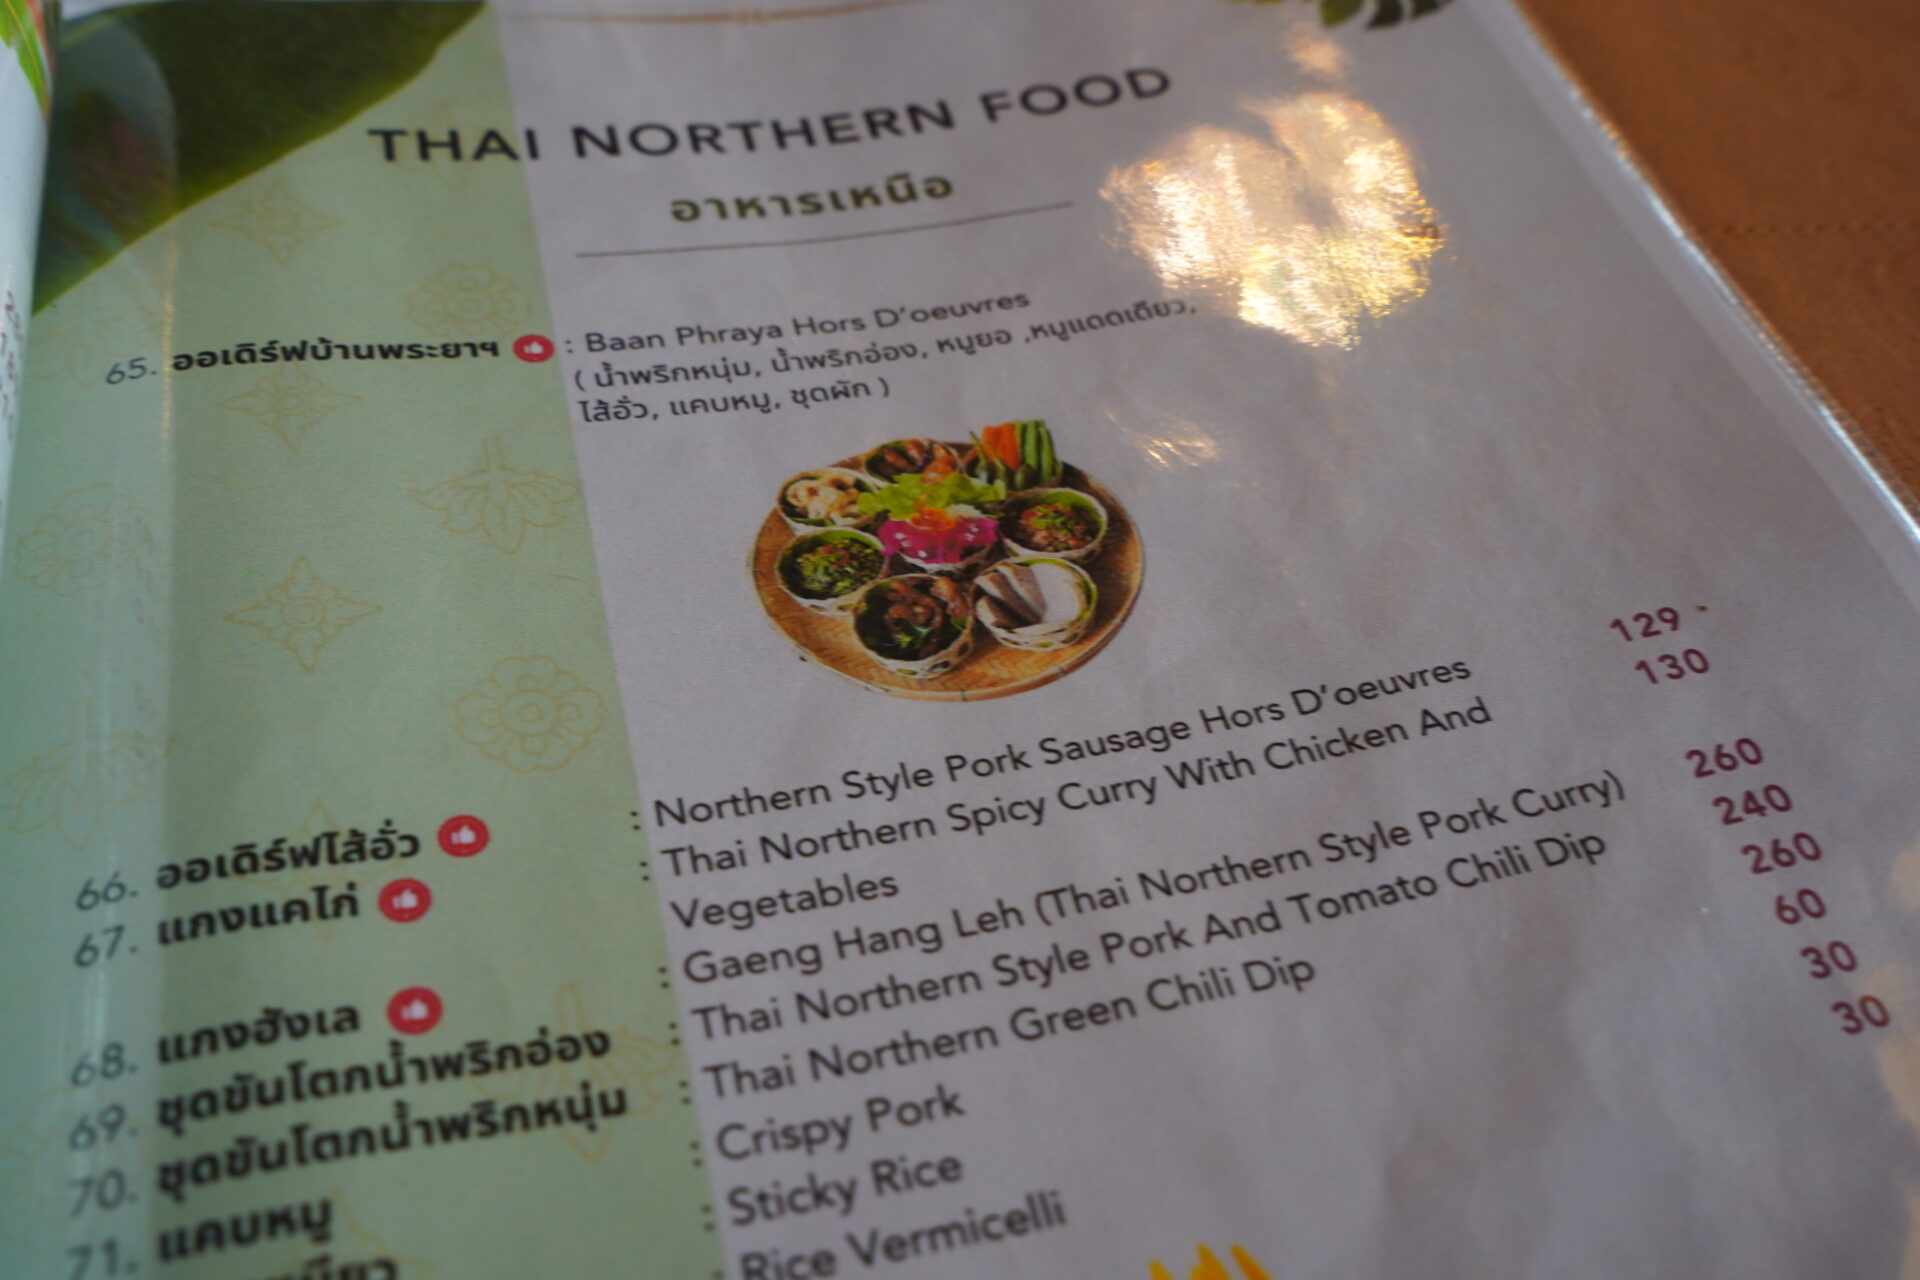 THAI NORTHERN FOOD
อาหารเหนือ
65. ออเดิร์ฟบ้านพระยาฯ : Baan Phraya Hors D'oeuvres
( น้ำพริกหนุ่ม, น้ำพริกอ่อง, หมูยอ ,หมูแดดเดียว,
ไส้อั่ว, แคบหมู, ชุดผัก )
66. ออเดิร์ฟไส้อั่ว : Northern Style Pork Sausage Hors D'oeuvres 129
67. แกงแคไก่ : Thai Northern Spicy Curry With Chicken And 130
Vegetables
68. แกงฮังเล : Gaeng Hang Leh (Thai Northern Style Pork Curry) 260
69. ชุดขันโตกน้ำพริกอ่อง : Thai Northern Style Pork And Tomato Chili Dip 240
70. ชุดขันโตกน้ำพริกหนุ่ม : Thai Northern Green Chili Dip 260
71. แคบหมู : Crispy Pork 60
: Sticky Rice 30
: Rice Vermicelli 30